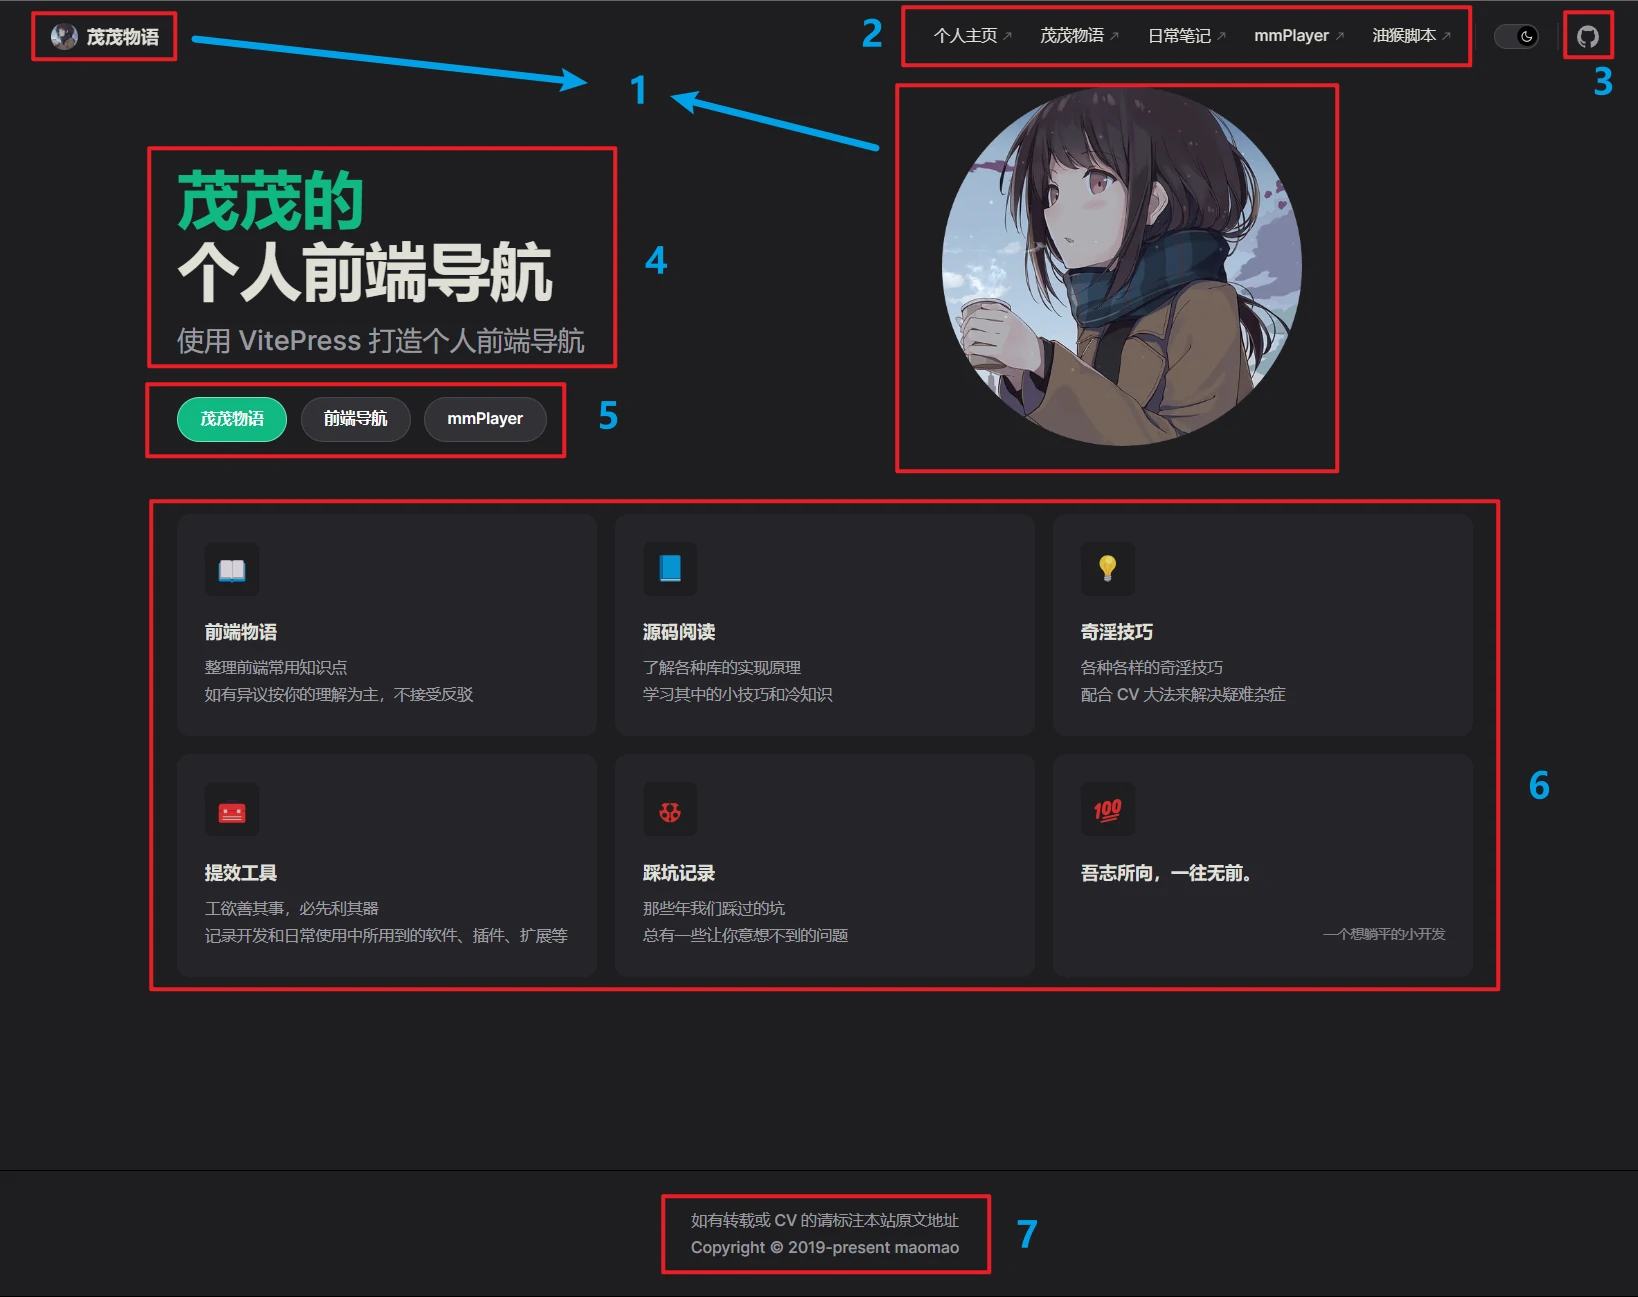 茂茂物语
1
2
个人主页
茂茂物语
日常笔记
mmPlayer
油猴脚本
3
茂茂的
个人前端导航
使用 VitePress 打造个人前端导航
4
茂茂物语
前端导航
mmPlayer
5
前端物语
整理前端常用知识点
如有异议按你的理解为主，不接受反驳
源码阅读
了解各种库的实现原理
学习其中的小技巧和冷知识
奇淫技巧
各种各样的奇淫技巧
配合 CV 大法来解决疑难杂症
6
提效工具
工欲善其事，必先利其器
记录开发和日常使用中所用到的软件、插件、扩展等
踩坑记录
那些年我们踩过的坑
总有一些让你意想不到的问题
100
吾志所向，一往无前。
一个想躺平的小开发
如有转载或 CV 的请标注本站原文地址
Copyright © 2019-present maomao
7